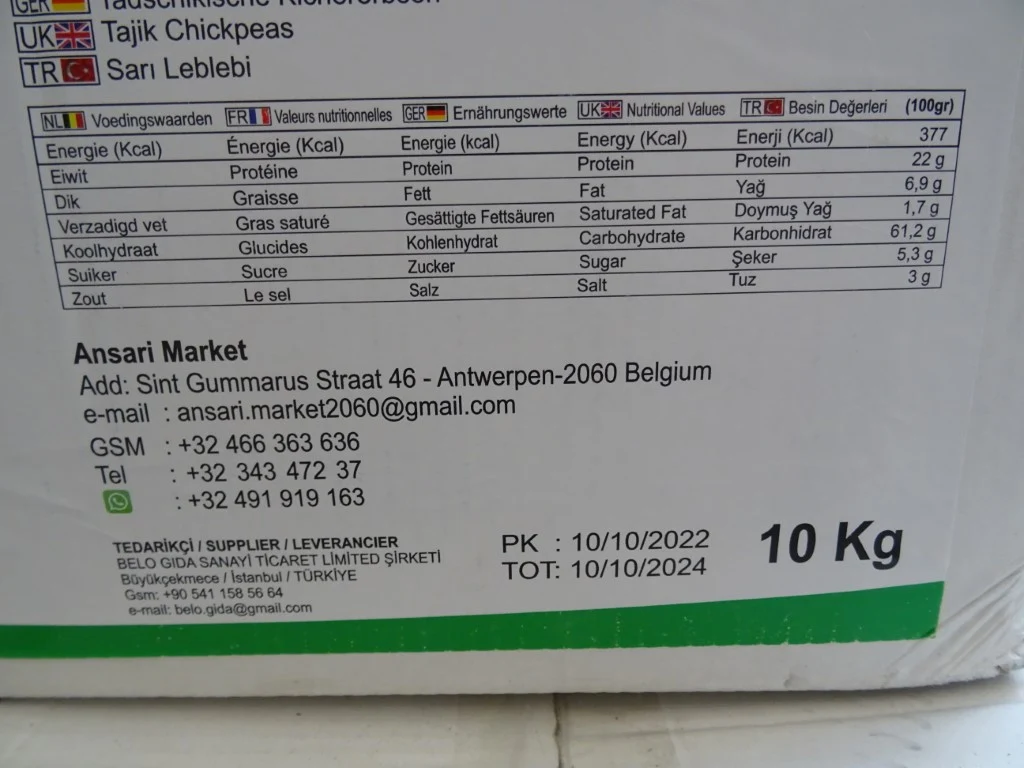 GER Tadschikische Kichererbsen
UK Tajik Chickpeas
TR Sarı Leblebi
NL Voedingswaarden FR Valeurs nutritionnelles GER Ernährungswerte UK Nutritional Values TR Besin Değerleri (100gr)
Energie (Kcal) Énergie (Kcal) Energie (kcal) Energy (Kcal) Enerji (Kcal) 377
Eiwit Protéine Protein Protein Protein 22 g
Dik Graisse Fett Fat Yağ 6,9 g
Verzadigd vet Gras saturé Gesättigte Fettsäuren Saturated Fat Doymuş Yağ 1,7 g
Koolhydraat Glucides Kohlenhydrat Carbohydrate Karbonhidrat 61,2 g
Suiker Sucre Zucker Sugar Şeker 5,3 g
Zout Le sel Salz Salt Tuz 3 g
Ansari Market
Add: Sint Gummarus Straat 46 - Antwerpen-2060 Belgium
e-mail : ansari.market2060@gmail.com
GSM : +32 466 363 636
Tel : +32 343 472 37
: +32 491 919 163
TEDARİKÇİ / SUPPLIER / LEVERANCIER
BELO GIDA SANAYİ TİCARET LİMİTED ŞİRKETİ
Büyükçekmece / İstanbul / TÜRKİYE
Gsm: +90 541 158 56 64
e-mail: belo.gida@gmail.com
PK : 10/10/2022
TOT: 10/10/2024
10 Kg